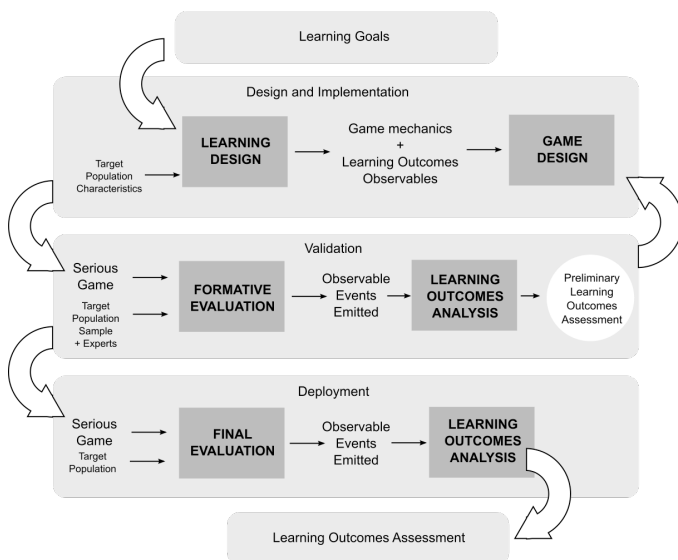 Learning Goals
Design and Implementation
Target
Population
Characteristics
LEARNING
DESIGN
Game mechanics
+
Learning Outcomes
Observables
GAME
DESIGN
Validation
Serious
Game
Target
Population
Sample
+ Experts
FORMATIVE
EVALUATION
Observable
Events
Emitted
LEARNING
OUTCOMES
ANALYSIS
Preliminary
Learning
Outcomes
Assessment
Deployment
Serious
Game
Target
Population
FINAL
EVALUATION
Observable
Events
Emitted
LEARNING
OUTCOMES
ANALYSIS
Learning Outcomes Assessment